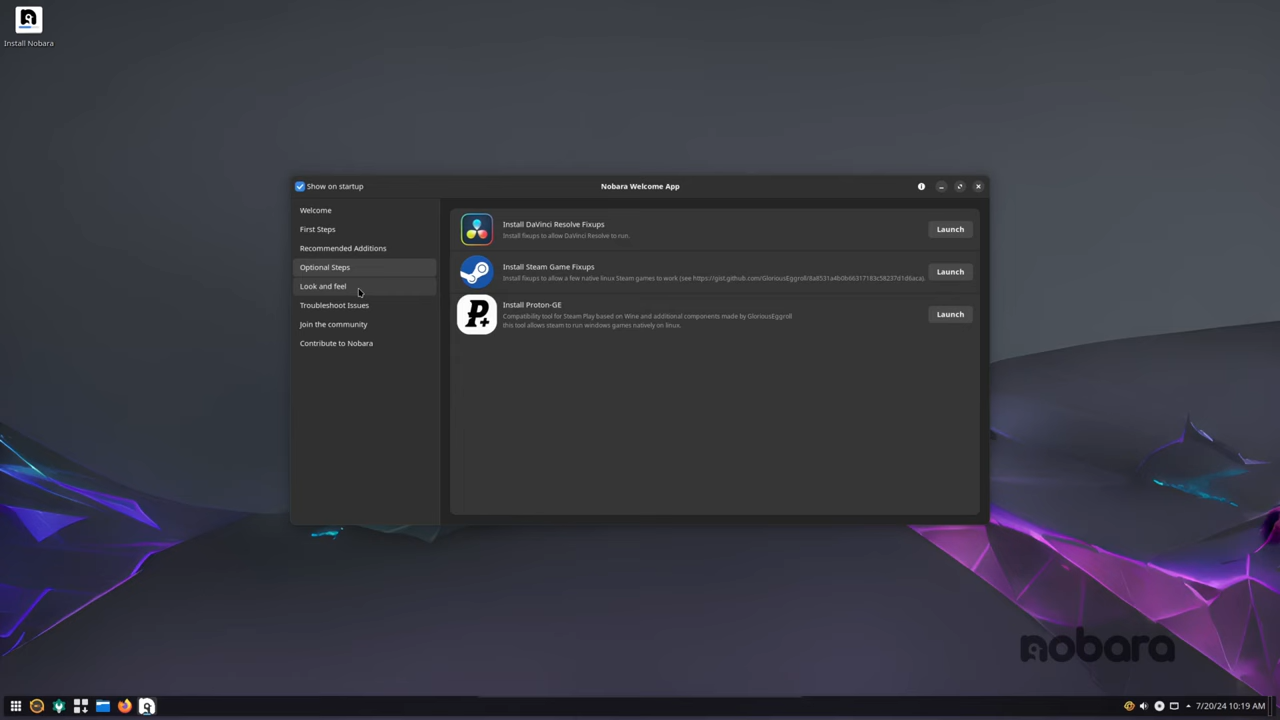 Install Nobara
Show on startup
Nobara Welcome App
Welcome
First Steps
Recommended Additions
Optional Steps
Look and feel
Troubleshoot Issues
Join the community
Contribute to Nobara
Install DaVinci Resolve Fixups
Install fixups to allow DaVinci Resolve to run.
Launch
Install Steam Game Fixups
Install fixups to allow a few native linux Steam games to work (see
Launch
Install Proton-GE
Compatibility tool for Steam Play based on Wine and additional components made by GloriousEggroll
this tool allows steam to run windows games natively on linux.
Launch
nobara
7/20/24 10:19 AM